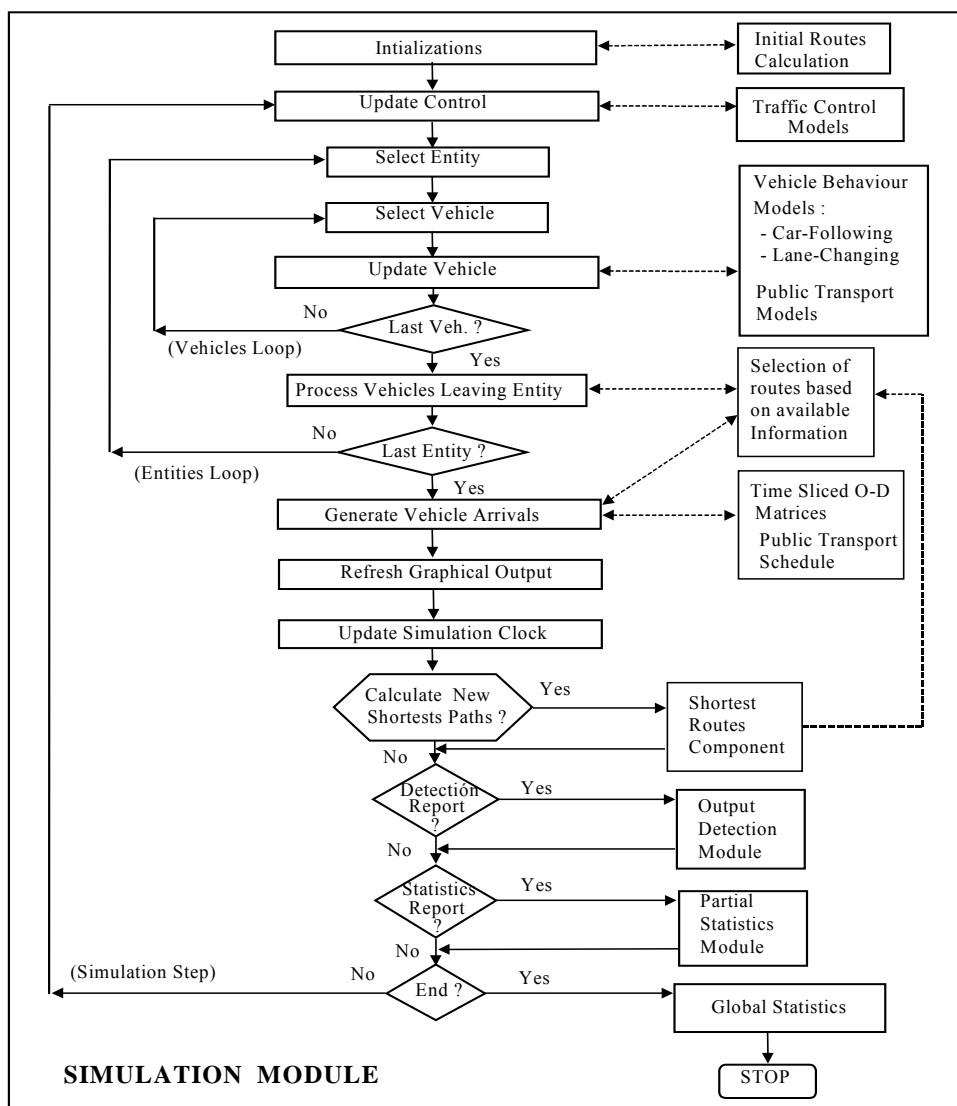 Intializations
Initial Routes
Calculation
Update Control
Traffic Control
Models
Select Entity
Select Vehicle
Vehicle Behaviour
Models :
- Car-Following
- Lane-Changing
Public Transport
Models
Update Vehicle
No
Last Veh. ?
(Vehicles Loop)
Yes
Process Vehicles Leaving Entity
Selection of
routes based
on available
Information
No
Last Entity ?
(Entities Loop)
Yes
Generate Vehicle Arrivals
Time Sliced O-D
Matrices
Public Transport
Schedule
Refresh Graphical Output
Update Simulation Clock
Calculate New
Shortests Paths ?
Yes
Shortest
Routes
Component
No
Detectión
Report
?
Yes
Output
Detection
Module
No
Statistics
Report
?
Yes
Partial
Statistics
Module
No
(Simulation Step)
No
End ?
Yes
Global Statistics
STOP
SIMULATION MODULE